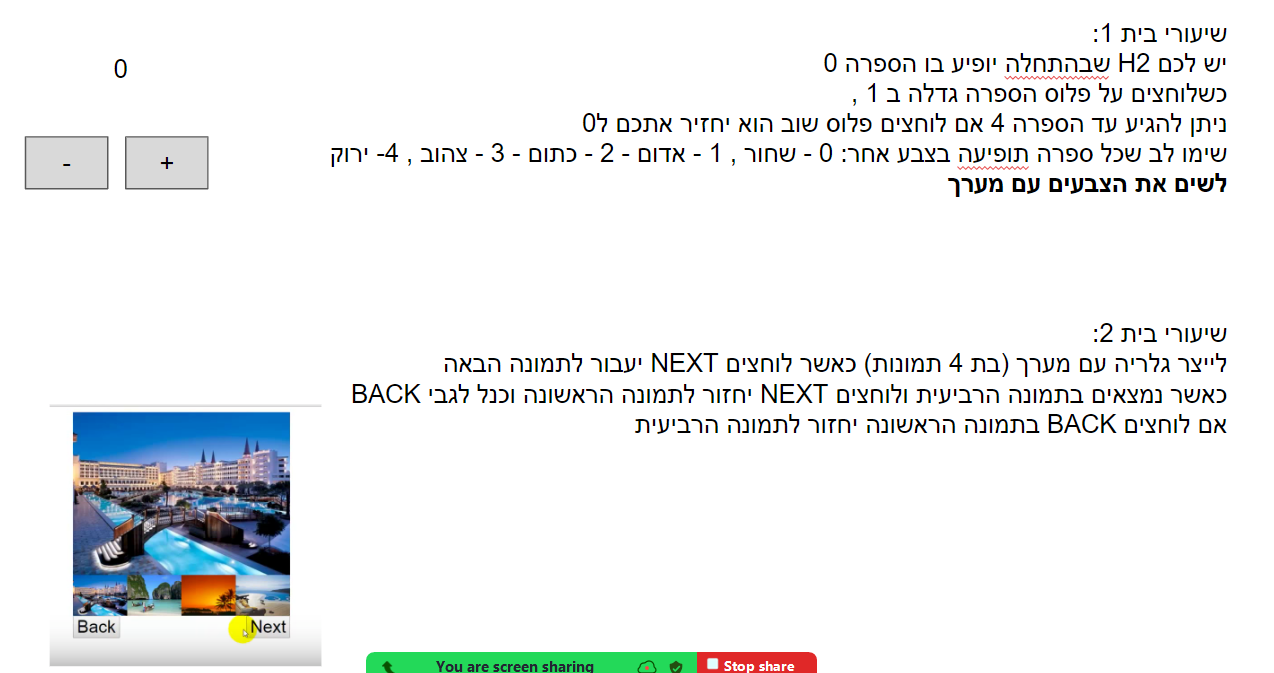 שיעורי בית 1:
יש לכם H2 שבהתחלה יופיע בו הספרה 0
כשלוחצים על פלוס הספרה גדלה ב 1 ,
ניתן להגיע עד הספרה 4 אם לוחצים פלוס שוב הוא יחזיר אתכם ל0
שימו לב שכל ספרה תופיעה בצבע אחר: 0 - שחור , 1 - אדום - 2 - כתום - 3 - צהוב , 4- ירוק
לשים את הצבעים עם מערך
0
- +
שיעורי בית 2:
לייצר גלריה עם מערך (בת 4 תמונות) כאשר לוחצים NEXT יעבור לתמונה הבאה
כאשר נמצאים בתמונה הרביעית ולוחצים NEXT יחזור לתמונה הראשונה וכנל לגבי BACK
אם לוחצים BACK בתמונה הראשונה יחזור לתמונה הרביעית
Back Next
You are screen sharing Stop share